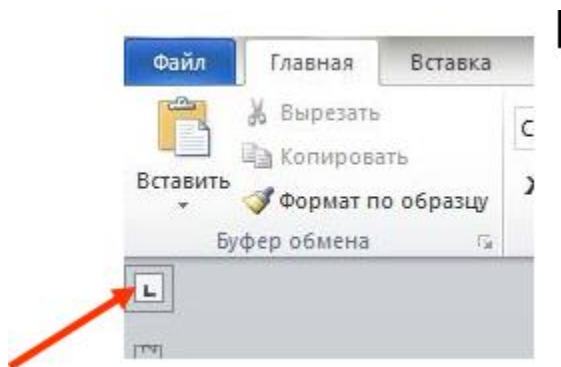 Файл Главная Вставка
Вырезать
Копировать
Вставить
Формат по образцу
Буфер обмена